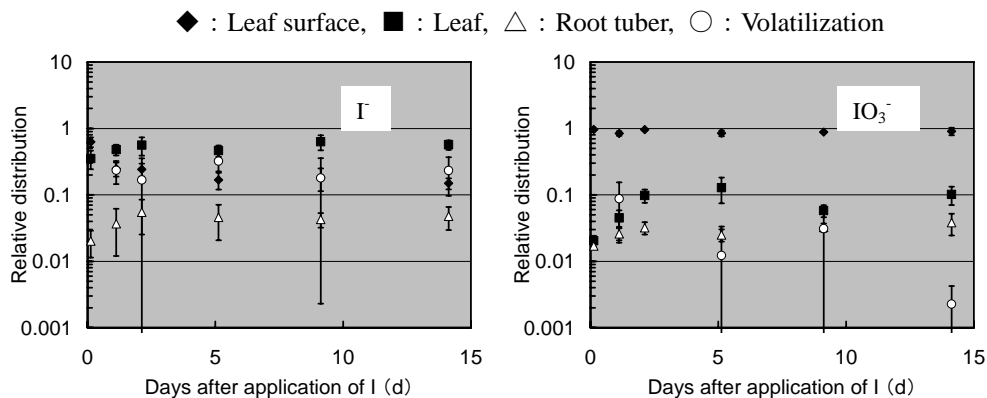 ◆ : Leaf surface, ■ : Leaf, △ : Root tuber, ○ : Volatilization
10
1
0.1
0.01
0.001
Relative distribution
I⁻
0
5
10
15
Days after application of I (d)
10
1
0.1
0.01
0.001
Relative distribution
IO₃⁻
0
5
10
15
Days after application of I (d)